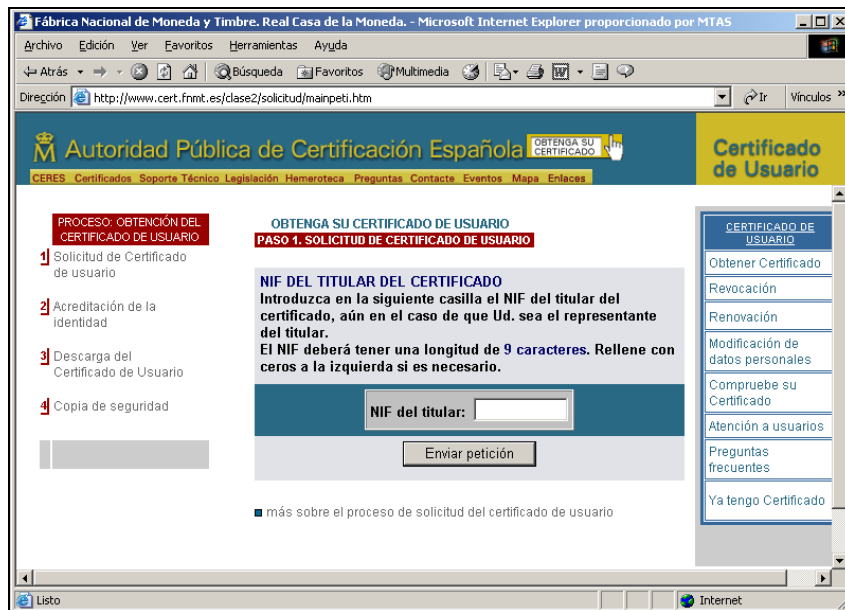 Fábrica Nacional de Moneda y Timbre. Real Casa de la Moneda. - Microsoft Internet Explorer proporcionado por MTAS
Archivo Edición Ver Favoritos Herramientas Ayuda
Atrás Búsqueda Favoritos Multimedia
Dirección http://www.cert.fnmt.es/clase2/solicitud/mainpeti.htm Ir Vínculos »
Autoridad Pública de Certificación Española
OBTENGA SU
CERTIFICADO
Certificado
de Usuario
CERES Certificados Soporte Técnico Legislación Hemeroteca Preguntas Contacte Eventos Mapa Enlaces
PROCESO: OBTENCIÓN DEL
CERTIFICADO DE USUARIO
1 Solicitud de Certificado
de usuario
2 Acreditación de la
identidad
3 Descarga del
Certificado de Usuario
4 Copia de seguridad
OBTENGA SU CERTIFICADO DE USUARIO
PASO 1. SOLICITUD DE CERTIFICADO DE USUARIO
NIF DEL TITULAR DEL CERTIFICADO
Introduzca en la siguiente casilla el NIF del titular del
certificado, aún en el caso de que Ud. sea el representante
del titular.
El NIF deberá tener una longitud de 9 caracteres. Rellene con
ceros a la izquierda si es necesario.
NIF del titular:
Enviar petición
más sobre el proceso de solicitud del certificado de usuario
CERTIFICADO DE
USUARIO
Obtener Certificado
Revocación
Renovación
Modificación de
datos personales
Compruebe su
Certificado
Atención a usuarios
Preguntas
frecuentes
Ya tengo Certificado
Listo Internet